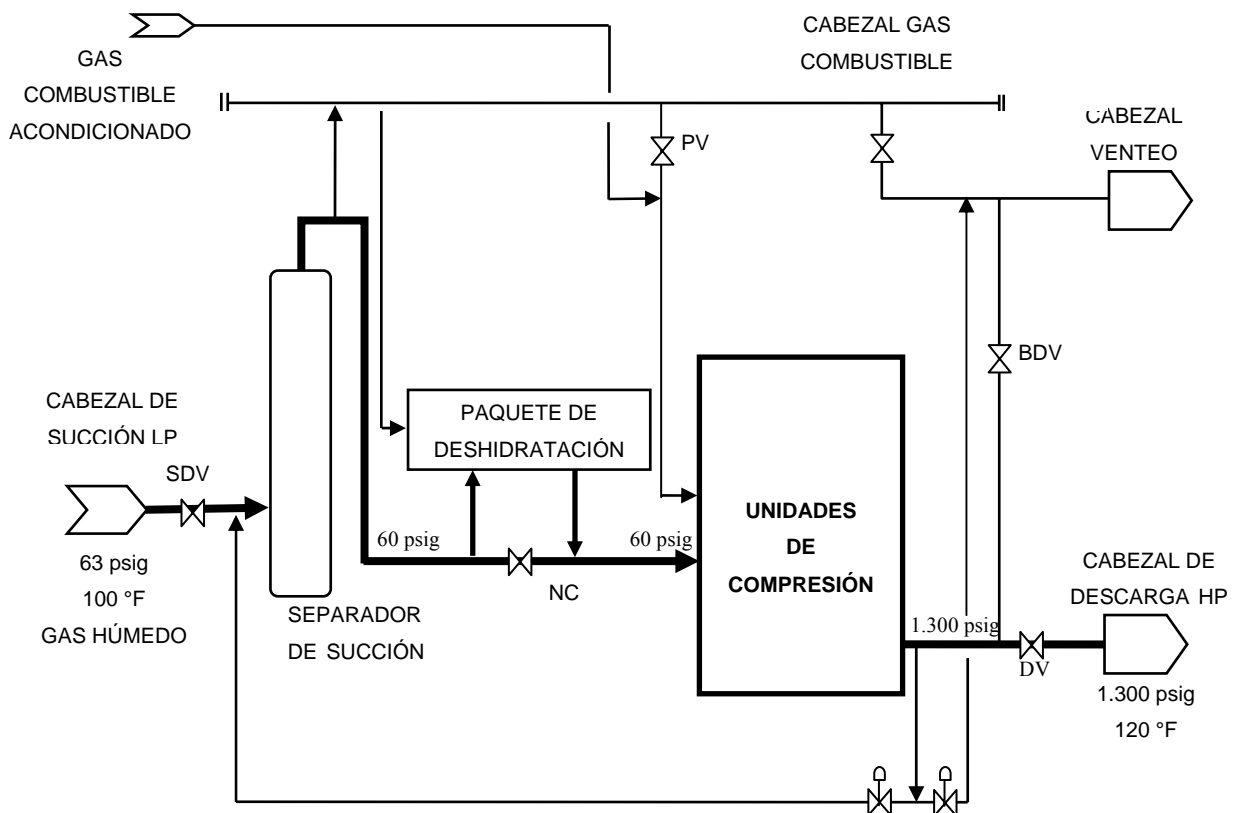 GAS
COMBUSTIBLE
ACONDICIONADO
CABEZAL GAS
COMBUSTIBLE
PV
CABEZAL
VENTEO
BDV
CABEZAL DE
SUCCIÓN LP
SDV
63 psig
100 °F
GAS HÚMEDO
SEPARADOR
DE SUCCIÓN
PAQUETE DE
DESHIDRATACIÓN
60 psig
NC
60 psig
UNIDADES
DE
COMPRESIÓN
1.300 psig
DV
CABEZAL DE
DESCARGA HP
1.300 psig
120 °F